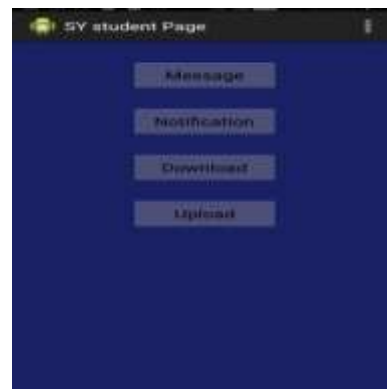 SY student Page
Message
Notification
Download
Upload